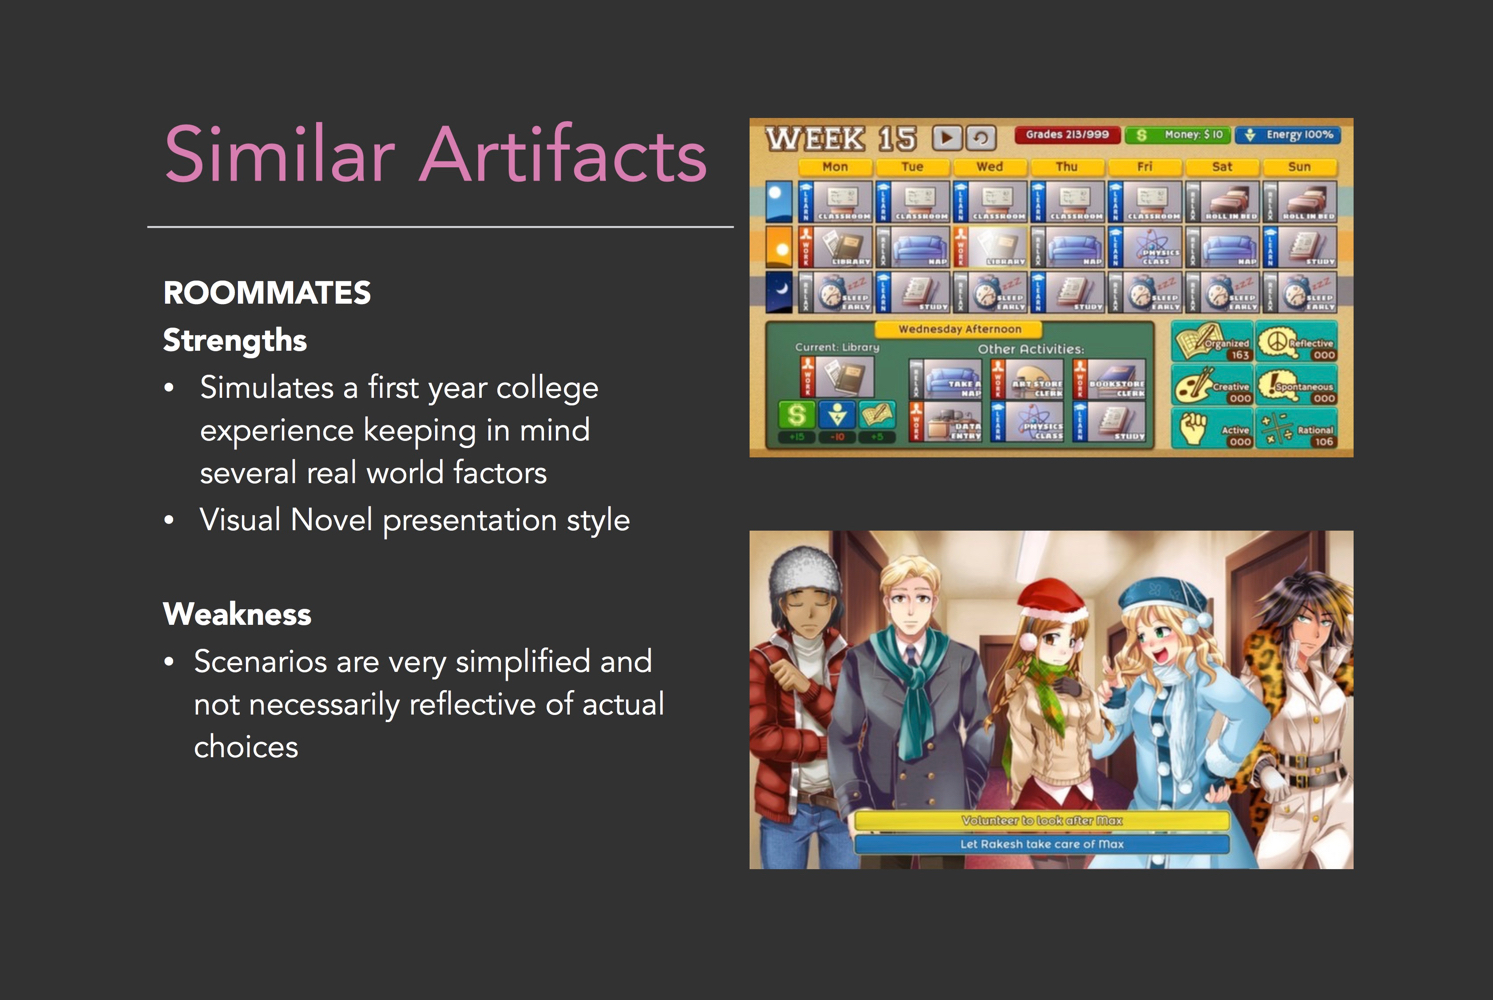 Similar Artifacts
ROOMMATES
Strengths
• Simulates a first year college
experience keeping in mind
several real world factors
• Visual Novel presentation style
Weakness
• Scenarios are very simplified and
not necessarily reflective of actual
choices
WEEK 15
Grades 213/999
$ Money: $10
Energy 100%
Mon Tue Wed Thu Fri Sat Sun
LEARN CLASSROOM LEARN CLASSROOM LEARN CLASSROOM LEARN CLASSROOM LEARN CLASSROOM RELAX ROLL IN BED RELAX ROLL IN BED
WORK LIBRARY RELAX NAP WORK LIBRARY RELAX NAP LEARN PHYSICS CLASS RELAX NAP LEARN STUDY
RELAX SLEEP EARLY LEARN STUDY RELAX SLEEP EARLY LEARN STUDY RELAX SLEEP EARLY RELAX SLEEP EARLY RELAX SLEEP EARLY
Wednesday Afternoon
Current: Library
Other Activities:
WORK
RELAX TAKE A NAP WORK ART STORE CLERK WORK BOOKSTORE CLERK
WORK DATA ENTRY LEARN PHYSICS CLASS LEARN STUDY
$
+15 -10 +5
Organized 163
Reflective 000
Creative 000
Spontaneous 000
Active 000
Rational 106
Volunteer to look after Max
Let Rakesh take care of Max